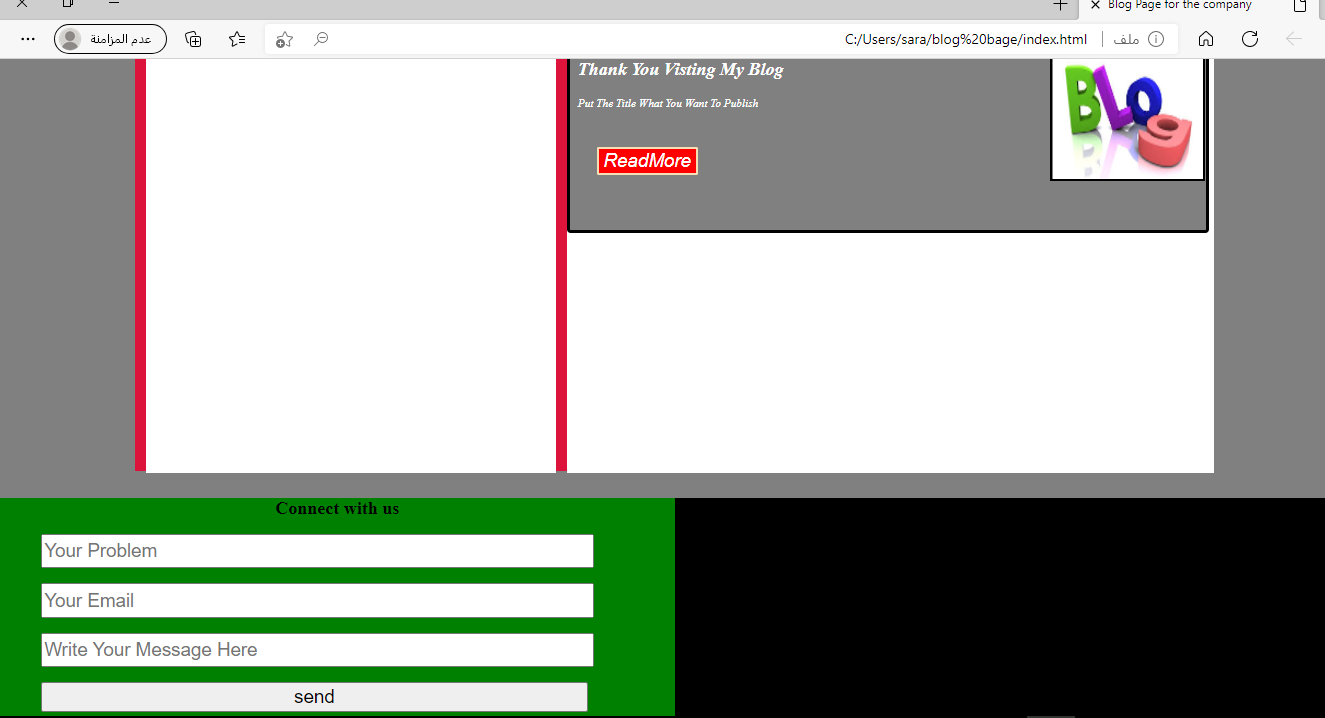 Blog Page for the company
عدم المزامنة
C:/Users/sara/blog%20bage/index.html
ملف
Thank You Visting My Blog
Put The Title What You Want To Publish
BLOg
ReadMore
Connect with us
Your Problem
Your Email
Write Your Message Here
send